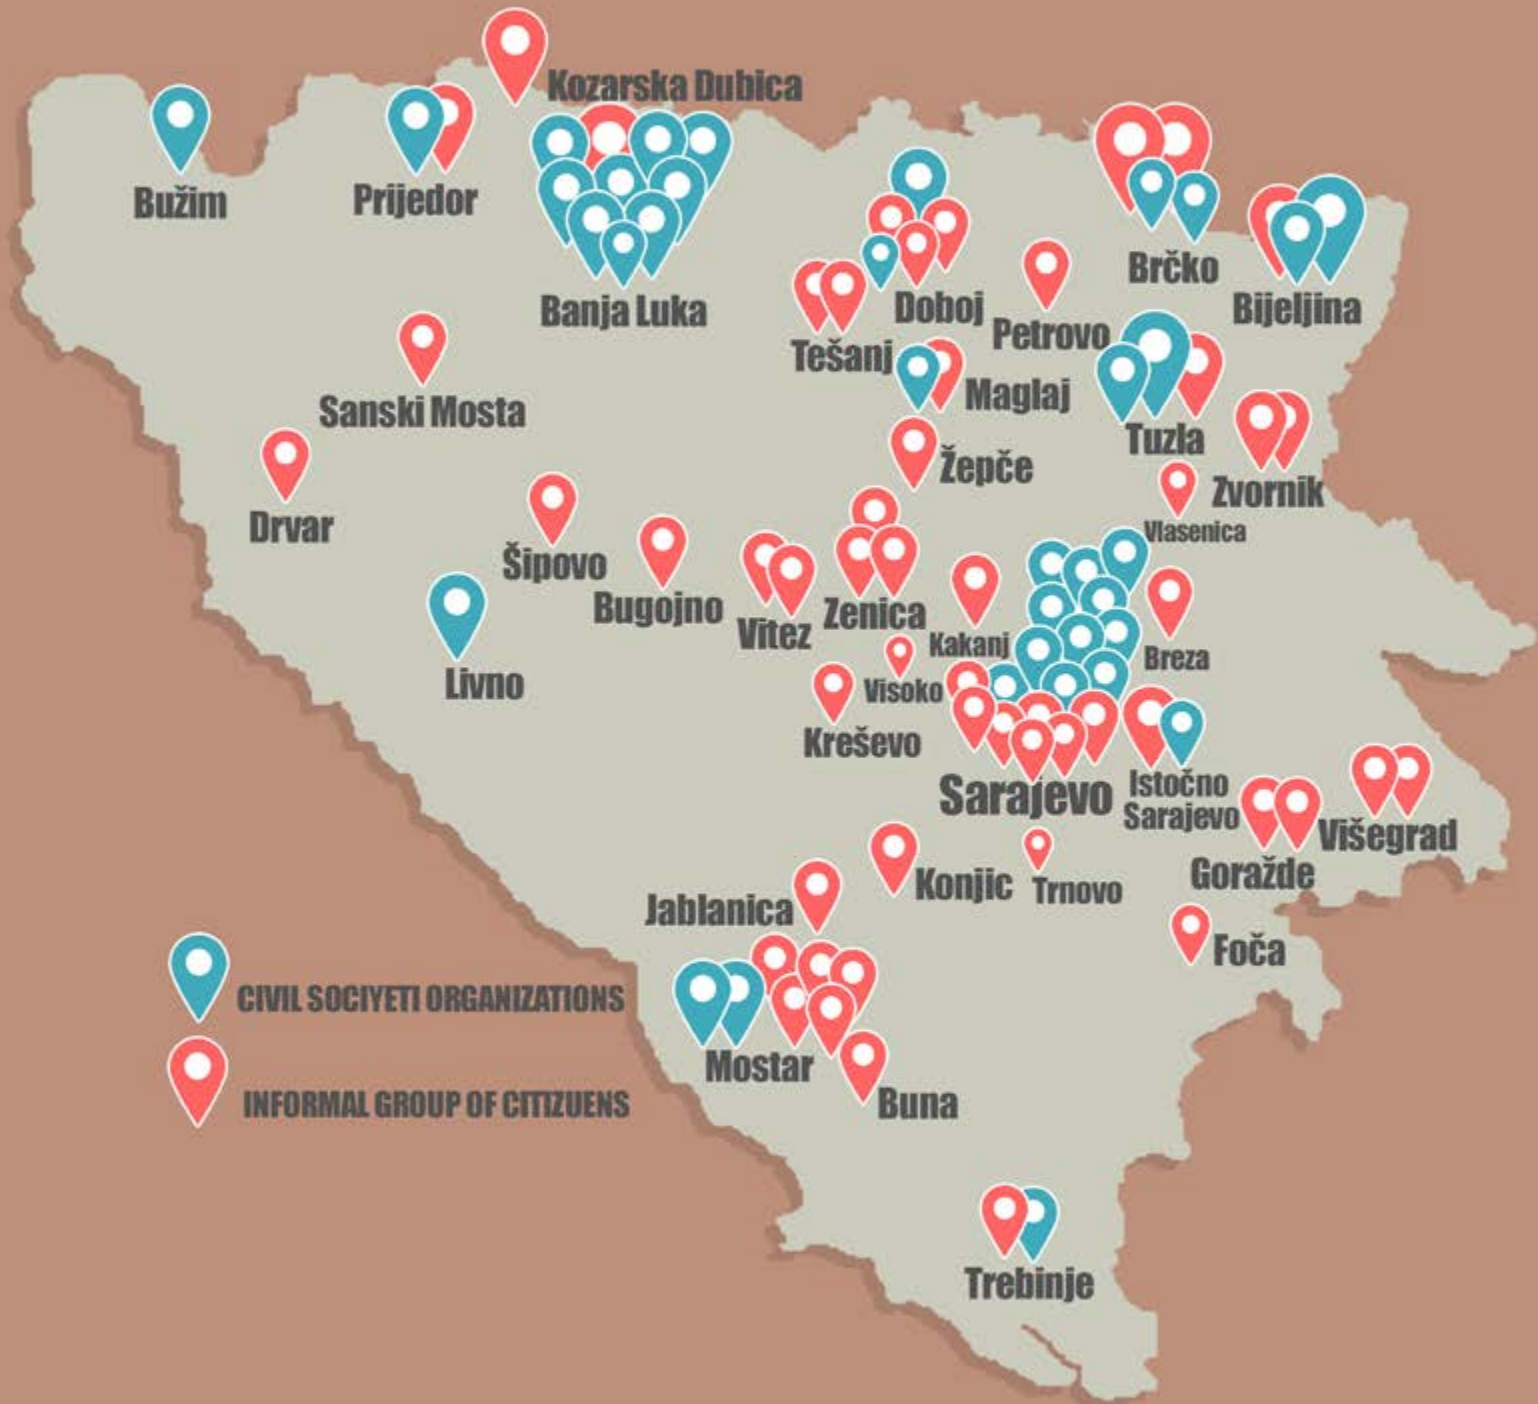 Kozarska Dubica
Bužim
Prijedor
Banja Luka
Doboj
Petrovo
Brčko
Bijeljina
Tešanj
Maglaj
Sanski Mosta
Tuzla
Žepče
Zvornik
Drvar
Vlasenica
Šipovo
Bugojno
Vitez
Zenica
Kakanj
Breza
Livno
Visoko
Kreševo
Sarajevo
Istočno
Sarajevo
Višegrad
Goražde
Konjic
Trnovo
Jablanica
Foča
CIVIL SOCIYETI ORGANIZATIONS
Mostar
Buna
INFORMAL GROUP OF CITIZUENS
Trebinje